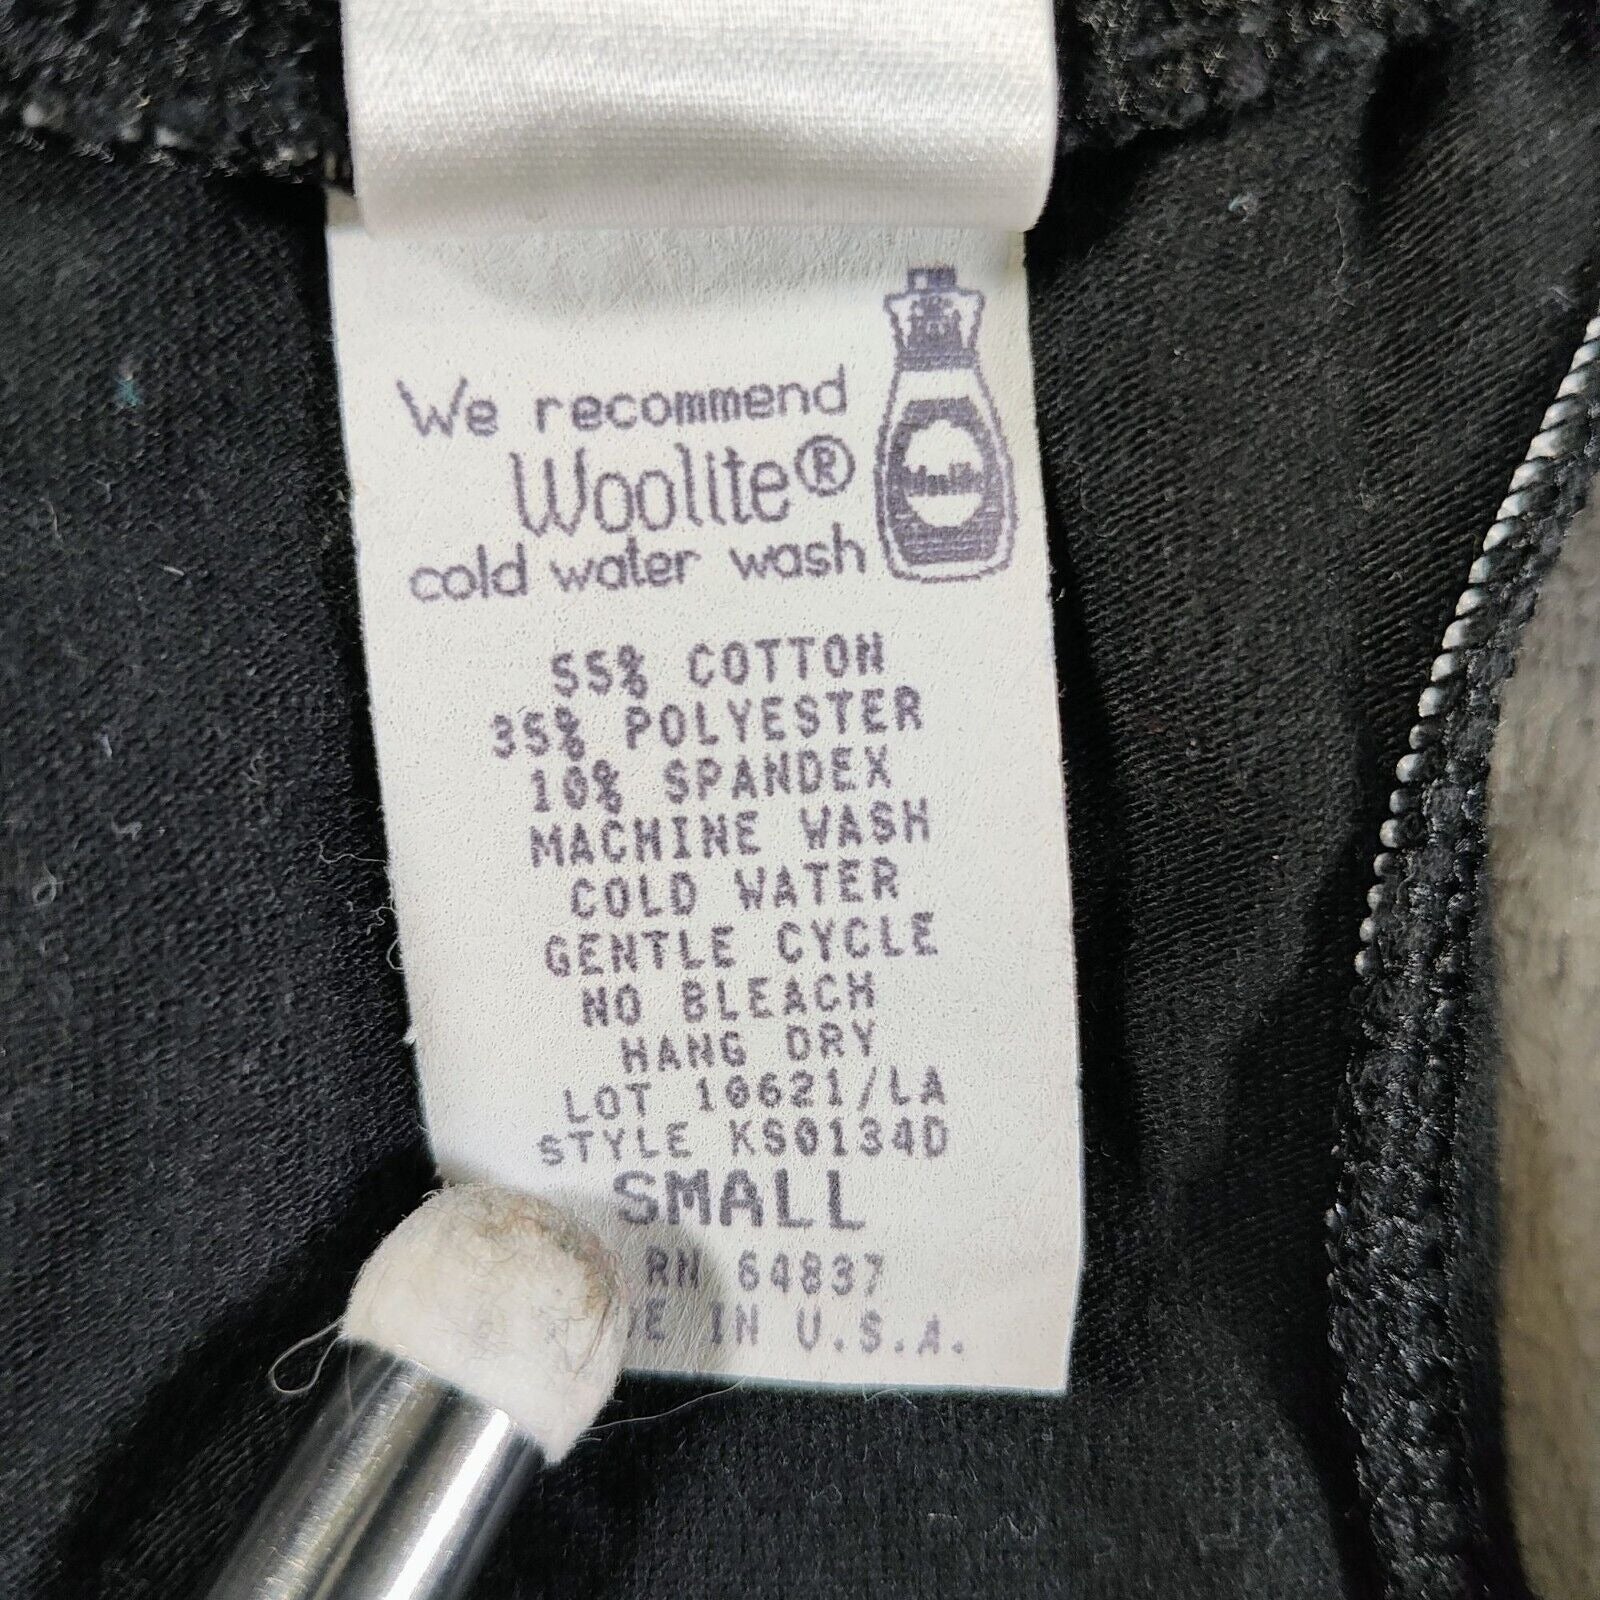 We recommend
Woolite®
cold water wash
55% COTTON
35% POLYESTER
10% SPANDEX
MACHINE WASH
COLD WATER
GENTLE CYCLE
NO BLEACH
HANG DRY
LOT 10621/LA
STYLE KS0134D
SMALL
RN 64837
DE IN U.S.A.